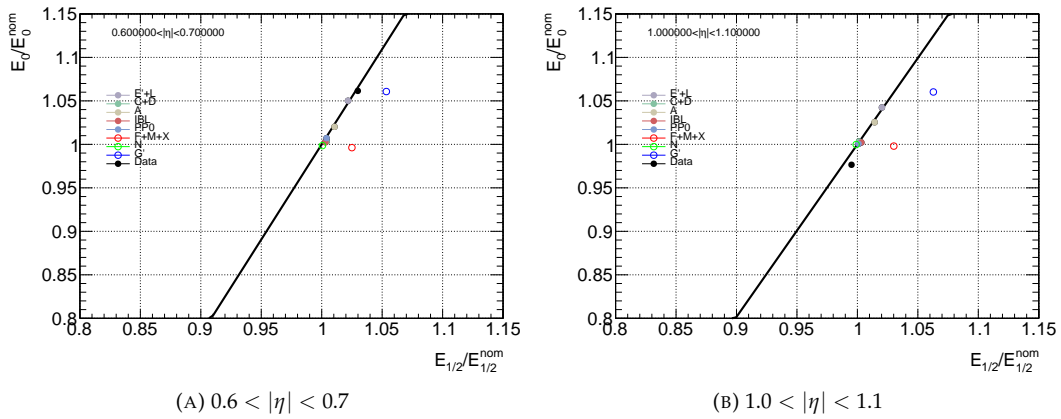 E₀/E₀ⁿᵒᵐ
1.15
1.1
1.05
1
0.95
0.9
0.85
0.8
0.600000<|η|<0.700000
E'+L
C+D
A
IBL
PP0
F+M+X
N
G'
Data
0.8 0.85 0.9 0.95 1 1.05 1.1 1.15
E₁/₂/E₁/₂ⁿᵒᵐ
(A) 0.6 < |η| < 0.7
E₀/E₀ⁿᵒᵐ
1.15
1.1
1.05
1
0.95
0.9
0.85
0.8
1.000000<|η|<1.100000
E'+L
C+D
A
IBL
PP0
F+M+X
N
G'
Data
0.8 0.85 0.9 0.95 1 1.05 1.1 1.15
E₁/₂/E₁/₂ⁿᵒᵐ
(B) 1.0 < |η| < 1.1